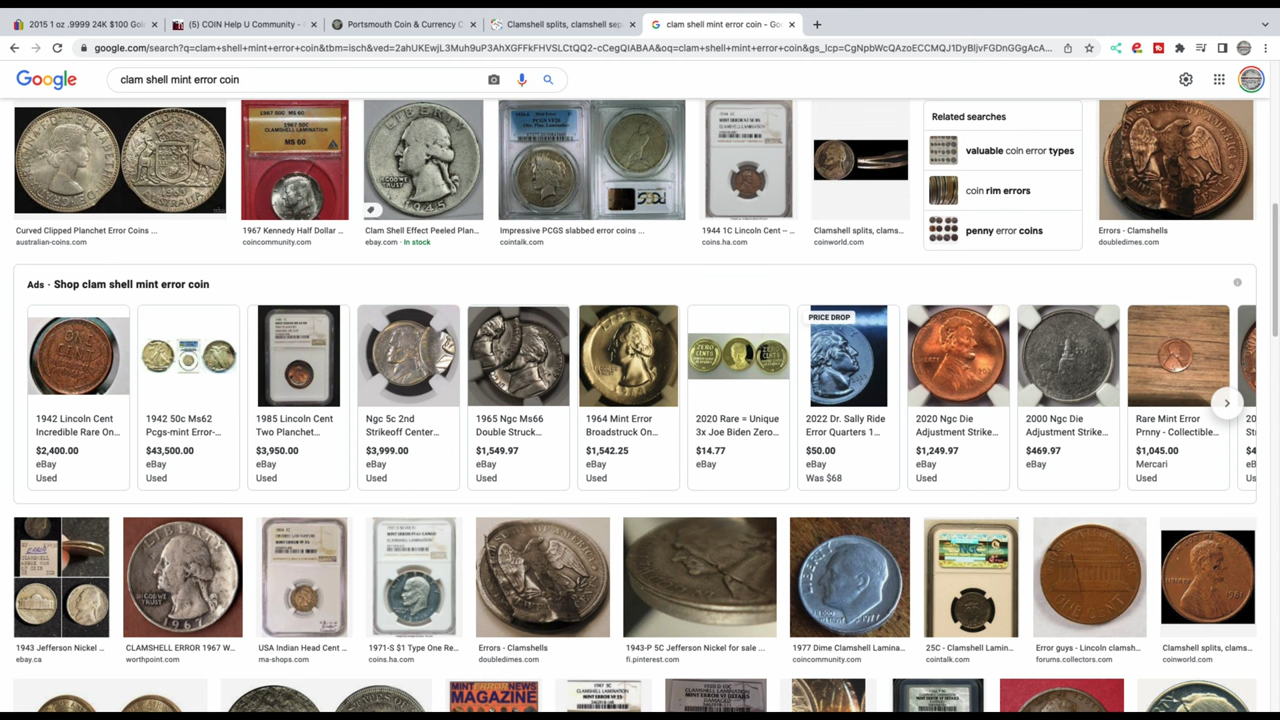 2015 1 oz .9999 24K $100 Gol
(5) COIN Help U Community -
Portsmouth Coin & Currency C
Clamshell splits, clamshell sep
clam shell mint error coin - Goo
google.com/search?q=clam+shell+mint+error+coin&tbm=isch&ved=2ahUKEwjL3Muh9uP3AhXGFFkFHVSLCtQQ2-cCegQIABAA&oq=clam+shell+mint+error+coin&gs_lcp=CgNpbWcQAzoECCMQJ1DyBljvFGDnGGgAcA...
Google
clam shell mint error coin
Related searches
valuable coin error types
coin rim errors
penny error coins
Curved Clipped Planchet Error Coins ...
australian-coins.com
1967 Kennedy Half Dollar ...
coincommunity.com
Clam Shell Effect Peeled Plan...
ebay.com · In stock
Impressive PCGS slabbed error coins ...
cointalk.com
1944 1C Lincoln Cent -- ...
coins.ha.com
Clamshell splits, clams...
coinworld.com
Errors - Clamshells
doubledimes.com
Ads · Shop clam shell mint error coin
PRICE DROP
1942 Lincoln Cent
Incredible Rare On...
$2,400.00
eBay
Used
1942 50c Ms62
Pcgs-mint Error-...
$43,500.00
eBay
Used
1985 Lincoln Cent
Two Planchet...
$3,950.00
eBay
Used
Ngc 5c 2nd
Strikeoff Center...
$3,999.00
eBay
Used
1965 Ngc Ms66
Double Struck...
$1,549.97
eBay
Used
1964 Mint Error
Broadstruck On...
$1,542.25
eBay
Used
2020 Rare = Unique
3x Joe Biden Zero...
$14.77
eBay
2022 Dr. Sally Ride
Error Quarters 1...
$50.00
eBay
Was $68
2020 Ngc Die
Adjustment Strike...
$1,249.97
eBay
Used
2000 Ngc Die
Adjustment Strike...
$469.97
eBay
Rare Mint Error
Prnny - Collectible...
$1,045.00
Mercari
Used
1943 Jefferson Nickel ...
ebay.ca
CLAMSHELL ERROR 1967 W...
worthpoint.com
USA Indian Head Cent ...
ma-shops.com
1971-S $1 Type One Re...
coins.ha.com
Errors - Clamshells
doubledimes.com
1943-P 5C Jefferson Nickel for sale ...
fi.pinterest.com
1977 Dime Clamshell Lamina...
coincommunity.com
25C - Clamshell Lamin...
cointalk.com
Error guys - Lincoln clamsh...
forums.collectors.com
Clamshell splits, clams...
coinworld.com
MINT ERROR NEWS
MAGAZINE